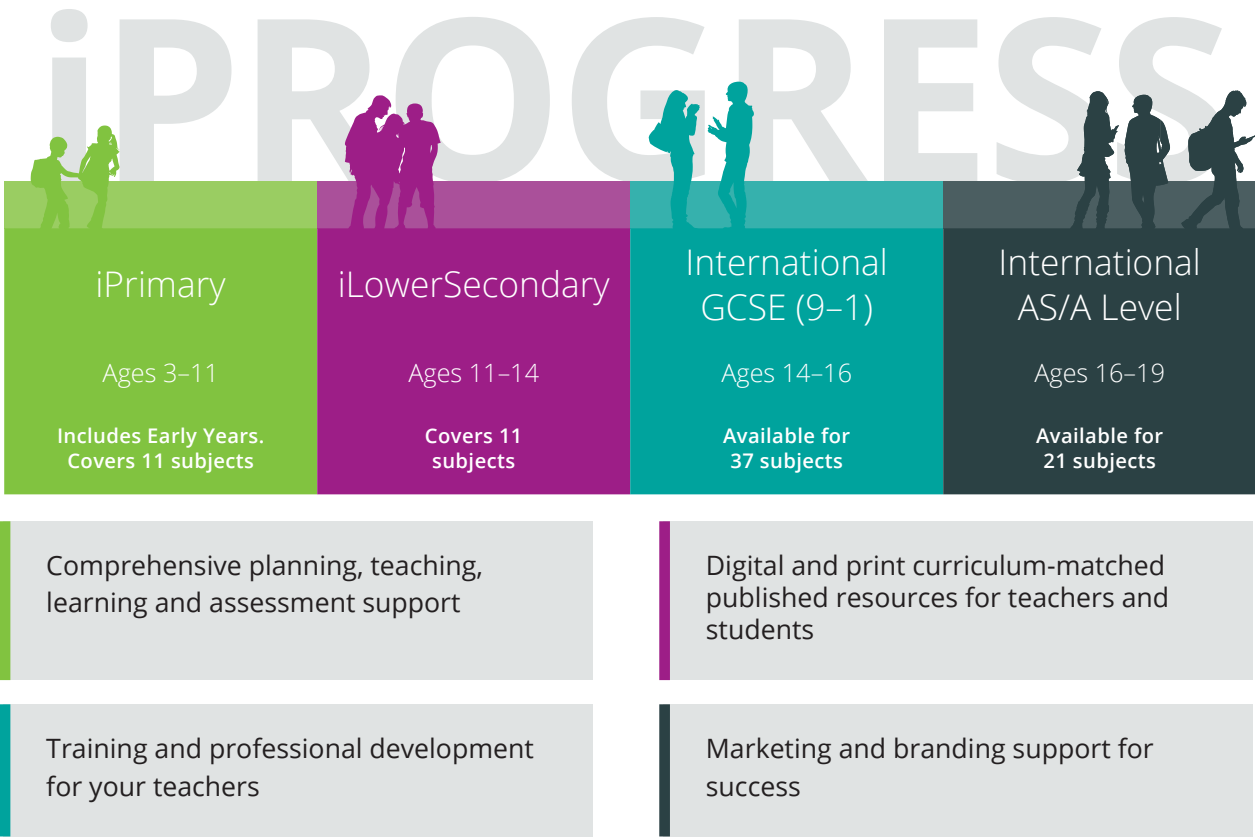 iPROGRESS
iPrimary
Ages 3–11
Includes Early Years.
Covers 11 subjects
iLowerSecondary
Ages 11–14
Covers 11
subjects
International
GCSE (9–1)
Ages 14–16
Available for
37 subjects
International
AS/A Level
Ages 16–19
Available for
21 subjects
Comprehensive planning, teaching,
learning and assessment support
Digital and print curriculum-matched
published resources for teachers and
students
Training and professional development
for your teachers
Marketing and branding support for
success